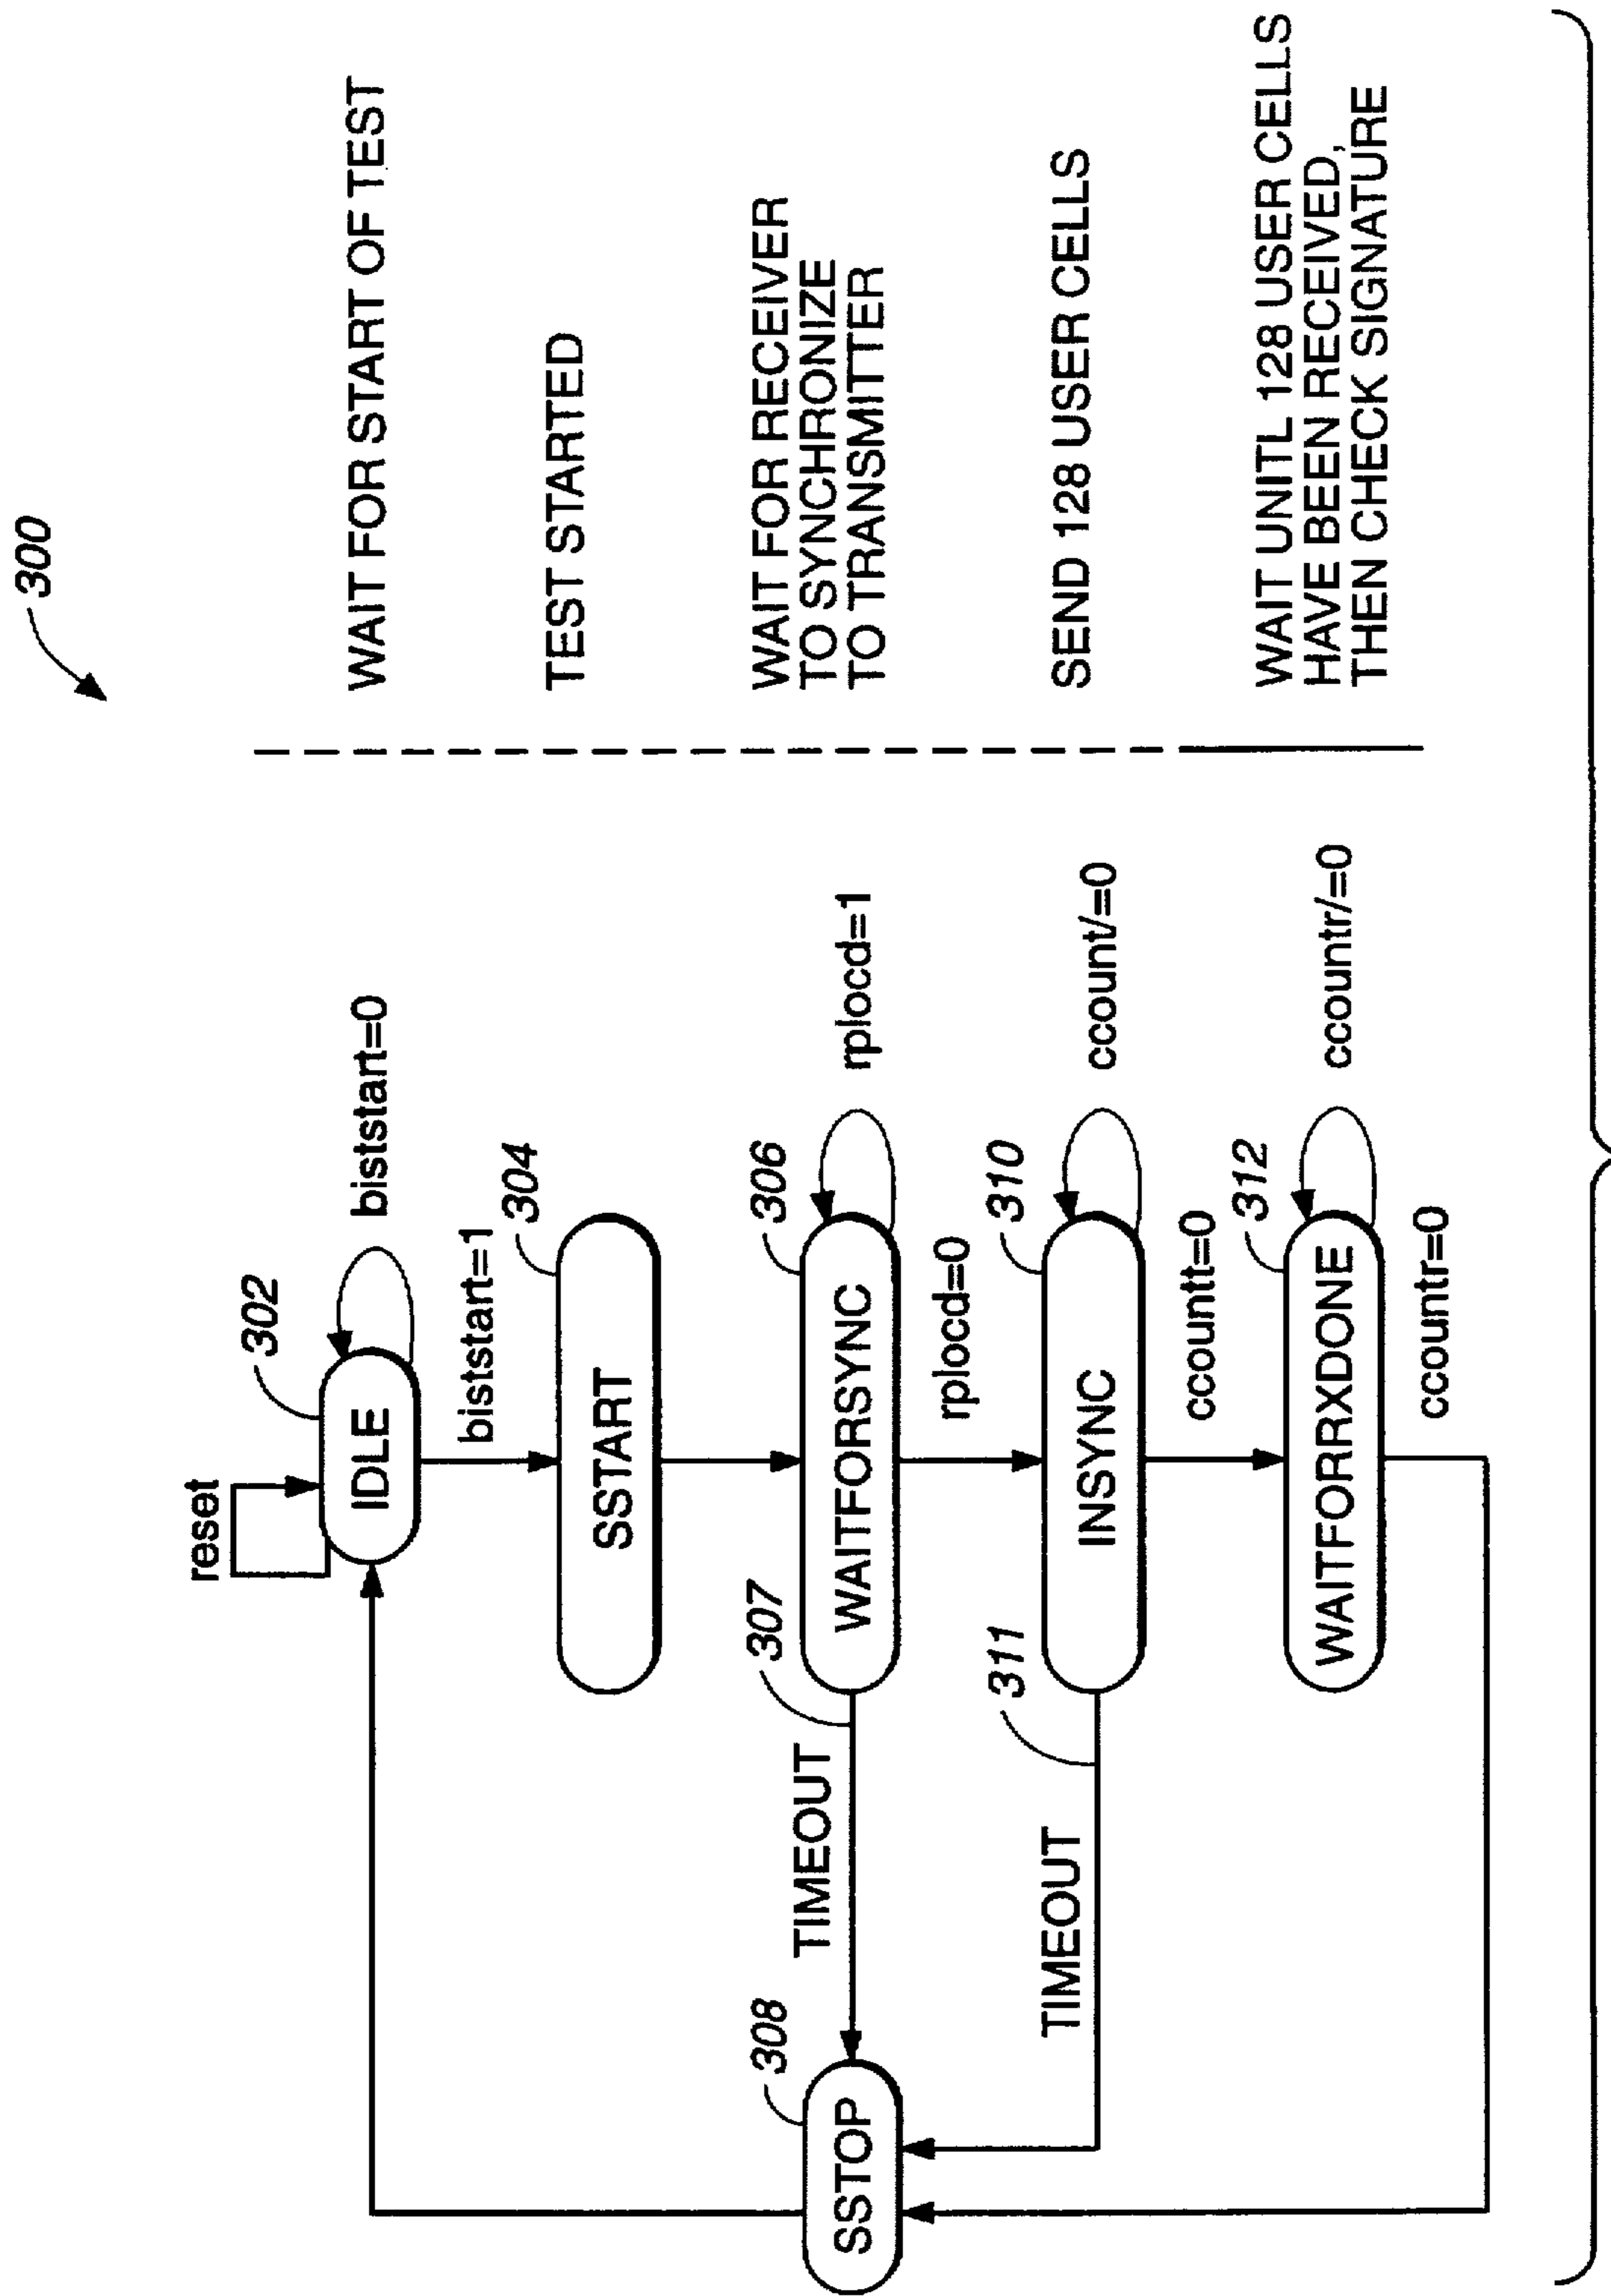 300
reset
302
IDLE
biststart=0
WAIT FOR START OF TEST
biststart=1
304
SSTART
TEST STARTED
308
SSTOP
TIMEOUT
307
306
WAITFORSYNC
rplocd=1
WAIT FOR RECEIVER
TO SYNCHRONIZE
TO TRANSMITTER
rplocd=0
TIMEOUT
311
310
INSYNC
ccount/=0
SEND 128 USER CELLS
ccountt=0
312
WAITFORRXDONE
ccountr/=0
WAIT UNITL 128 USER CELLS
HAVE BEEN RECEIVED,
THEN CHECK SIGNATURE
ccountr=0